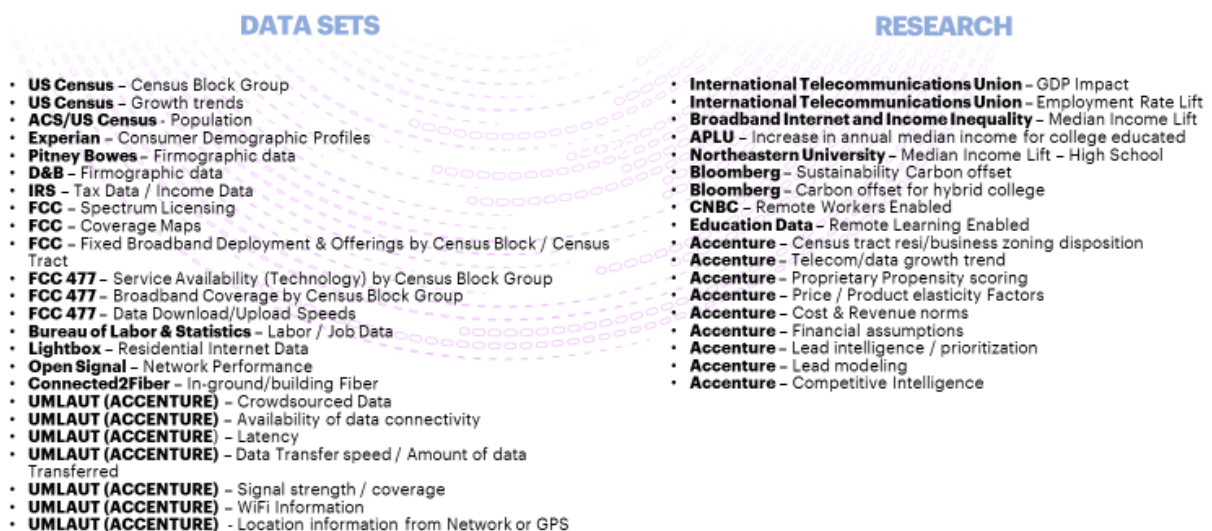 DATA SETS
• US Census – Census Block Group
• US Census – Growth trends
• ACS/US Census - Population
• Experian – Consumer Demographic Profiles
• Pitney Bowes – Firmographic data
• D&B – Firmographic data
• IRS – Tax Data / Income Data
• FCC – Spectrum Licensing
• FCC – Coverage Maps
• FCC – Fixed Broadband Deployment & Offerings by Census Block / Census
Tract
• FCC 477 – Service Availability (Technology) by Census Block Group
• FCC 477 – Broadband Coverage by Census Block Group
• FCC 477 – Data Download/Upload Speeds
• Bureau of Labor & Statistics – Labor / Job Data
• Lightbox – Residential Internet Data
• Open Signal – Network Performance
• Connected2Fiber – In-ground/building Fiber
• UMLAUT (ACCENTURE) – Crowdsourced Data
• UMLAUT (ACCENTURE) – Availability of data connectivity
• UMLAUT (ACCENTURE) – Latency
• UMLAUT (ACCENTURE) – Data Transfer speed / Amount of data
Transferred
• UMLAUT (ACCENTURE) – Signal strength / coverage
• UMLAUT (ACCENTURE) – WiFi Information
• UMLAUT (ACCENTURE) - Location information from Network or GPS
RESEARCH
• International Telecommunications Union – GDP Impact
• International Telecommunications Union – Employment Rate Lift
• Broadband Internet and Income Inequality – Median Income Lift
• APLU – Increase in annual median income for college educated
• Northeastern University – Median Income Lift – High School
• Bloomberg – Sustainability Carbon offset
• Bloomberg – Carbon offset for hybrid college
• CNBC – Remote Workers Enabled
• Education Data – Remote Learning Enabled
• Accenture – Census tract resi/business zoning disposition
• Accenture – Telecom/data growth trend
• Accenture – Proprietary Propensity scoring
• Accenture – Price / Product elasticity Factors
• Accenture – Cost & Revenue norms
• Accenture – Financial assumptions
• Accenture – Lead intelligence / prioritization
• Accenture – Lead modeling
• Accenture – Competitive Intelligence